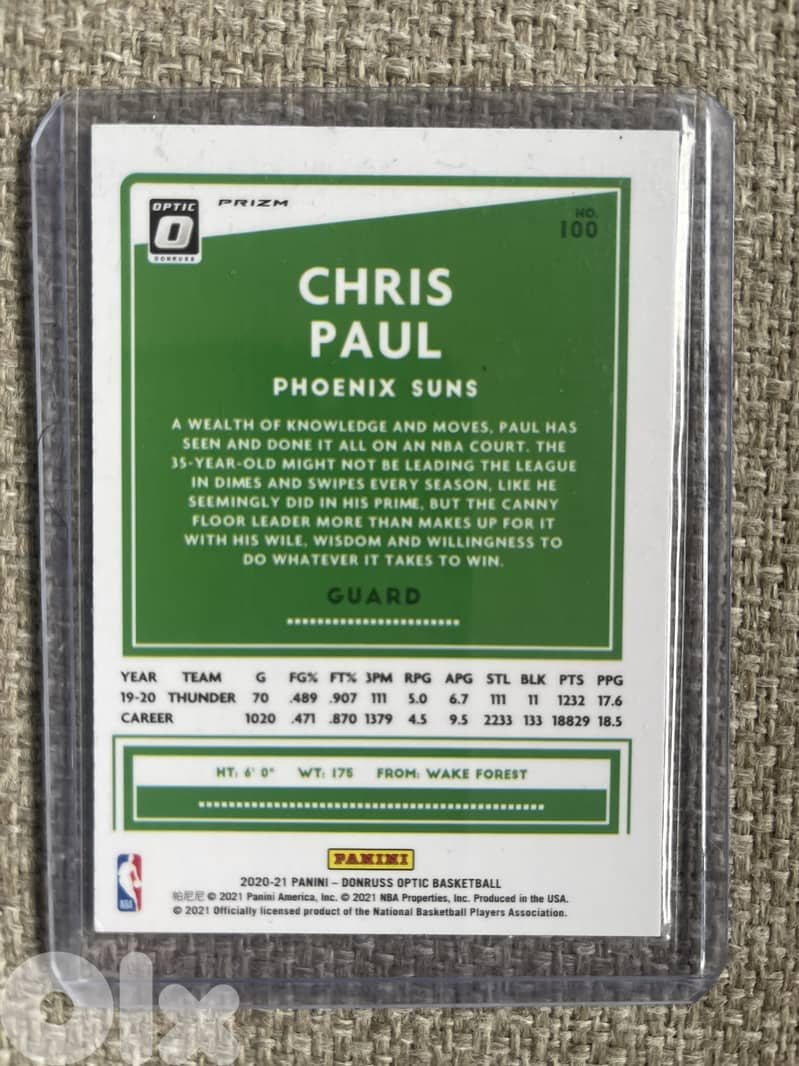 OPTIC
O
DONRUSS
PRIZM
NO.
100
CHRIS
PAUL
PHOENIX SUNS
A WEALTH OF KNOWLEDGE AND MOVES, PAUL HAS
SEEN AND DONE IT ALL ON AN NBA COURT. THE
35-YEAR-OLD MIGHT NOT BE LEADING THE LEAGUE
IN DIMES AND SWIPES EVERY SEASON, LIKE HE
SEEMINGLY DID IN HIS PRIME, BUT THE CANNY
FLOOR LEADER MORE THAN MAKES UP FOR IT
WITH HIS WILE, WISDOM AND WILLINGNESS TO
DO WHATEVER IT TAKES TO WIN.
GUARD
YEAR TEAM G FG% FT% 3PM RPG APG STL BLK PTS PPG
19-20 THUNDER 70 .489 .907 111 5.0 6.7 111 11 1232 17.6
CAREER 1020 .471 .870 1379 4.5 9.5 2233 133 18829 18.5
HT: 6' 0" WT: 175 FROM: WAKE FOREST
PANINI
2020-21 PANINI – DONRUSS OPTIC BASKETBALL
帕尼尼 © 2021 Panini America, Inc. © 2021 NBA Properties, Inc. Produced in the USA.
© 2021 Officially licensed product of the National Basketball Players Association.
NBA
olx